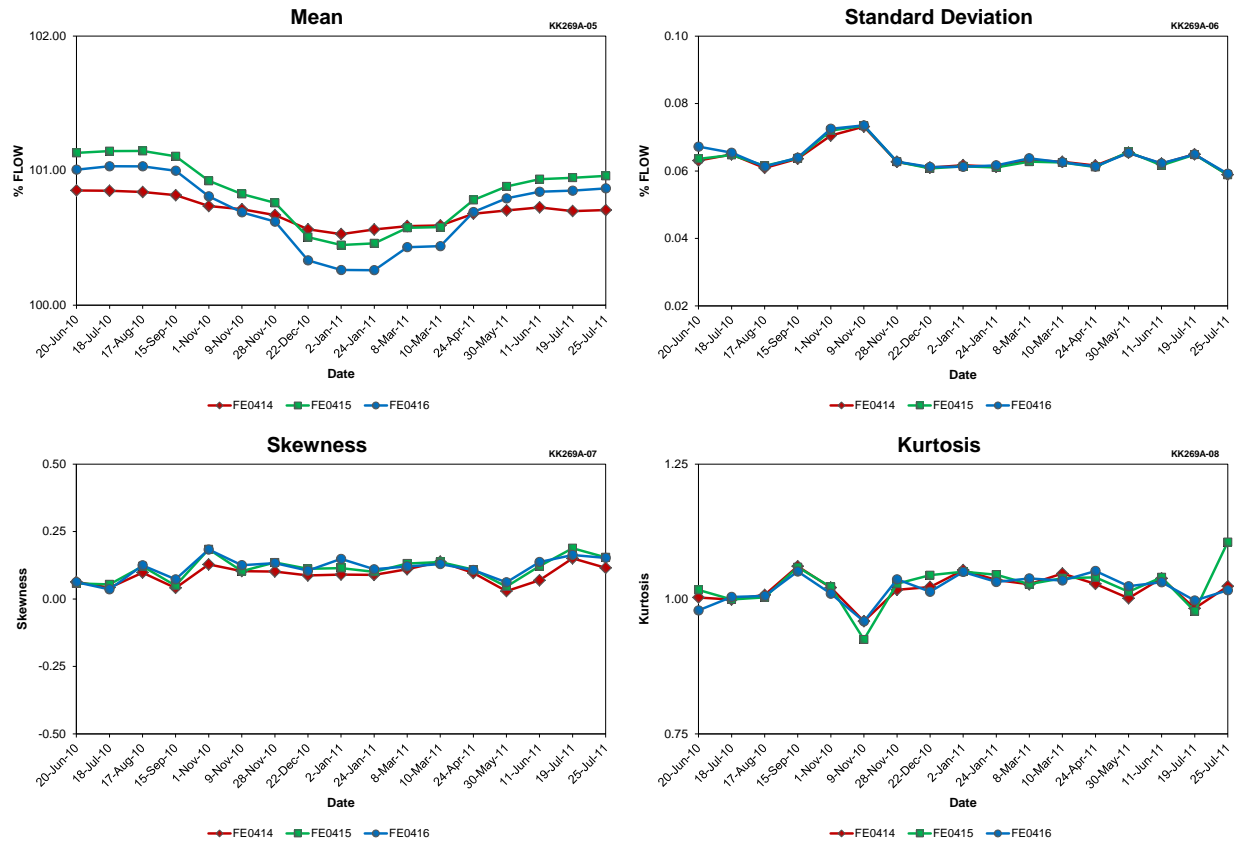 Mean
KK269A-05
102.00
101.00
100.00
% FLOW
20-Jun-10
18-Jul-10
17-Aug-10
15-Sep-10
1-Nov-10
9-Nov-10
28-Nov-10
22-Dec-10
2-Jan-11
24-Jan-11
8-Mar-11
10-Mar-11
24-Apr-11
30-May-11
11-Jun-11
19-Jul-11
25-Jul-11
Date
FE0414 FE0415 FE0416
Standard Deviation
KK269A-06
0.10
0.08
0.06
0.04
0.02
% FLOW
20-Jun-10
18-Jul-10
17-Aug-10
15-Sep-10
1-Nov-10
9-Nov-10
28-Nov-10
22-Dec-10
2-Jan-11
24-Jan-11
8-Mar-11
10-Mar-11
24-Apr-11
30-May-11
11-Jun-11
19-Jul-11
25-Jul-11
Date
FE0414 FE0415 FE0416
Skewness
KK269A-07
0.50
0.25
0.00
-0.25
-0.50
Skewness
20-Jun-10
18-Jul-10
17-Aug-10
15-Sep-10
1-Nov-10
9-Nov-10
28-Nov-10
22-Dec-10
2-Jan-11
24-Jan-11
8-Mar-11
10-Mar-11
24-Apr-11
30-May-11
11-Jun-11
19-Jul-11
25-Jul-11
Date
FE0414 FE0415 FE0416
Kurtosis
KK269A-08
1.25
1.00
0.75
Kurtosis
20-Jun-10
18-Jul-10
17-Aug-10
15-Sep-10
1-Nov-10
9-Nov-10
28-Nov-10
22-Dec-10
2-Jan-11
24-Jan-11
8-Mar-11
10-Mar-11
24-Apr-11
30-May-11
11-Jun-11
19-Jul-11
25-Jul-11
Date
FE0414 FE0415 FE0416